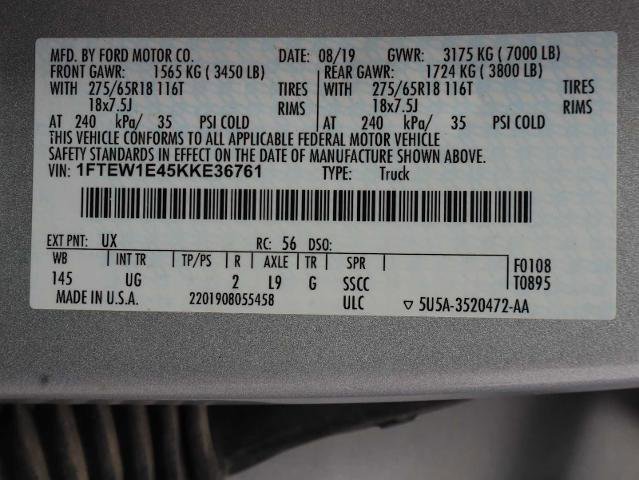 MFD. BY FORD MOTOR CO. DATE: 08/19 GVWR: 3175 KG ( 7000 LB)
FRONT GAWR: 1565 KG ( 3450 LB) REAR GAWR: 1724 KG ( 3800 LB)
WITH 275/65R18 116T TIRES WITH 275/65R18 116T TIRES
18x7.5J RIMS 18x7.5J RIMS
AT 240 kPa/ 35 PSI COLD AT 240 kPa/ 35 PSI COLD
THIS VEHICLE CONFORMS TO ALL APPLICABLE FEDERAL MOTOR VEHICLE
SAFETY STANDARDS IN EFFECT ON THE DATE OF MANUFACTURE SHOWN ABOVE.
VIN: 1FTEW1E45KKE36761 TYPE: Truck
EXT PNT: UX RC: 56 DSO:
WB INT TR TP/PS R AXLE TR SPR F0108
145 UG 2 L9 G SSCC T0895
MADE IN U.S.A. 2201908055458 ULC ▽ 5U5A-3520472-AA